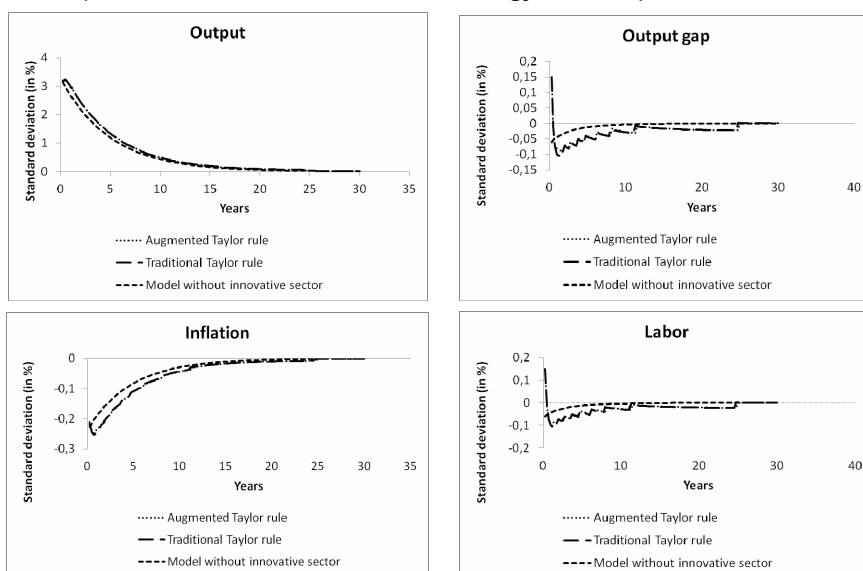 Output
Standard deviation (in %)
4
3
2
1
0
0 5 10 15 20 25 30 35
Years
Augmented Taylor rule
Traditional Taylor rule
Model without innovative sector
Output gap
Standard deviation (in %)
0,2
0,15
0,1
0,05
0
-0,05
-0,1
-0,15
0 10 20 30 40
Years
Augmented Taylor rule
Traditional Taylor rule
Model without innovative sector
Inflation
Standard deviation (in %)
0
-0,1
-0,2
-0,3
0 5 10 15 20 25 30 35
Years
Augmented Taylor rule
Traditional Taylor rule
Model without innovative sector
Labor
Standard deviation (in %)
0,2
0,1
0
-0,1
-0,2
0 10 20 30 40
Years
Augmented Taylor rule
Traditional Taylor rule
Model without innovative sector